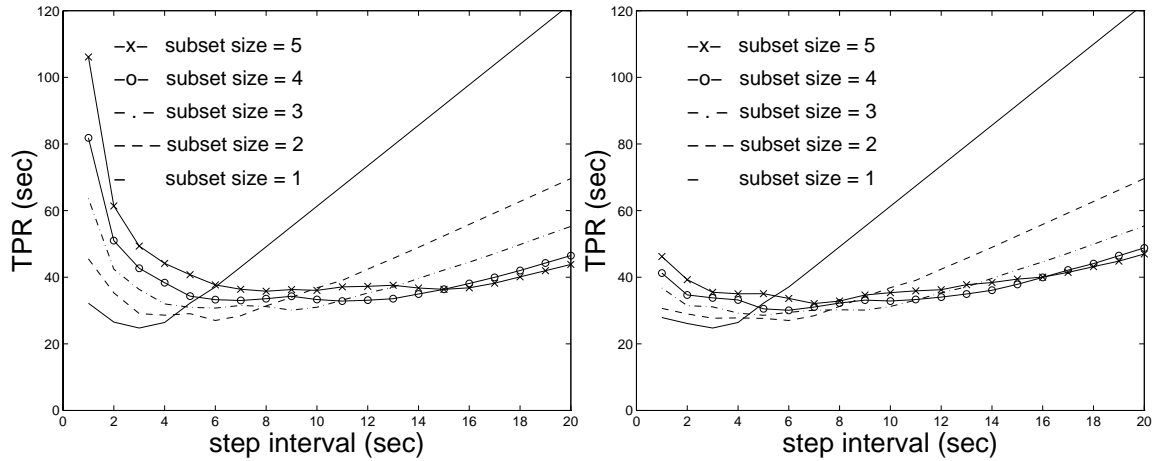 120
100
80
60
40
20
0
TPR (sec)
–x– subset size = 5
–o– subset size = 4
– . – subset size = 3
– – – – subset size = 2
– subset size = 1
0 2 4 6 8 10 12 14 16 18 20
step interval (sec)
120
100
80
60
40
20
0
TPR (sec)
–x– subset size = 5
–o– subset size = 4
– . – subset size = 3
– – – – subset size = 2
– subset size = 1
0 2 4 6 8 10 12 14 16 18 20
step interval (sec)